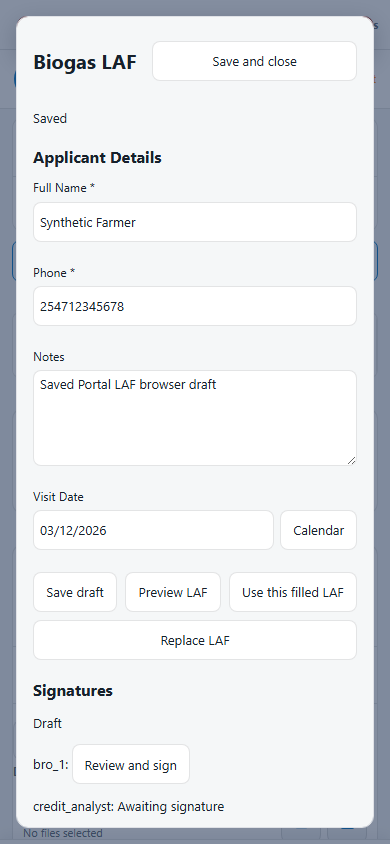 Biogas LAF
Save and close
Saved
Applicant Details
Full Name *
Synthetic Farmer
Phone *
254712345678
Notes
Saved Portal LAF browser draft
Visit Date
03/12/2026
Calendar
Save draft
Preview LAF
Use this filled LAF
Replace LAF
Signatures
Draft
bro_1:
Review and sign
credit_analyst: Awaiting signature
No files selected